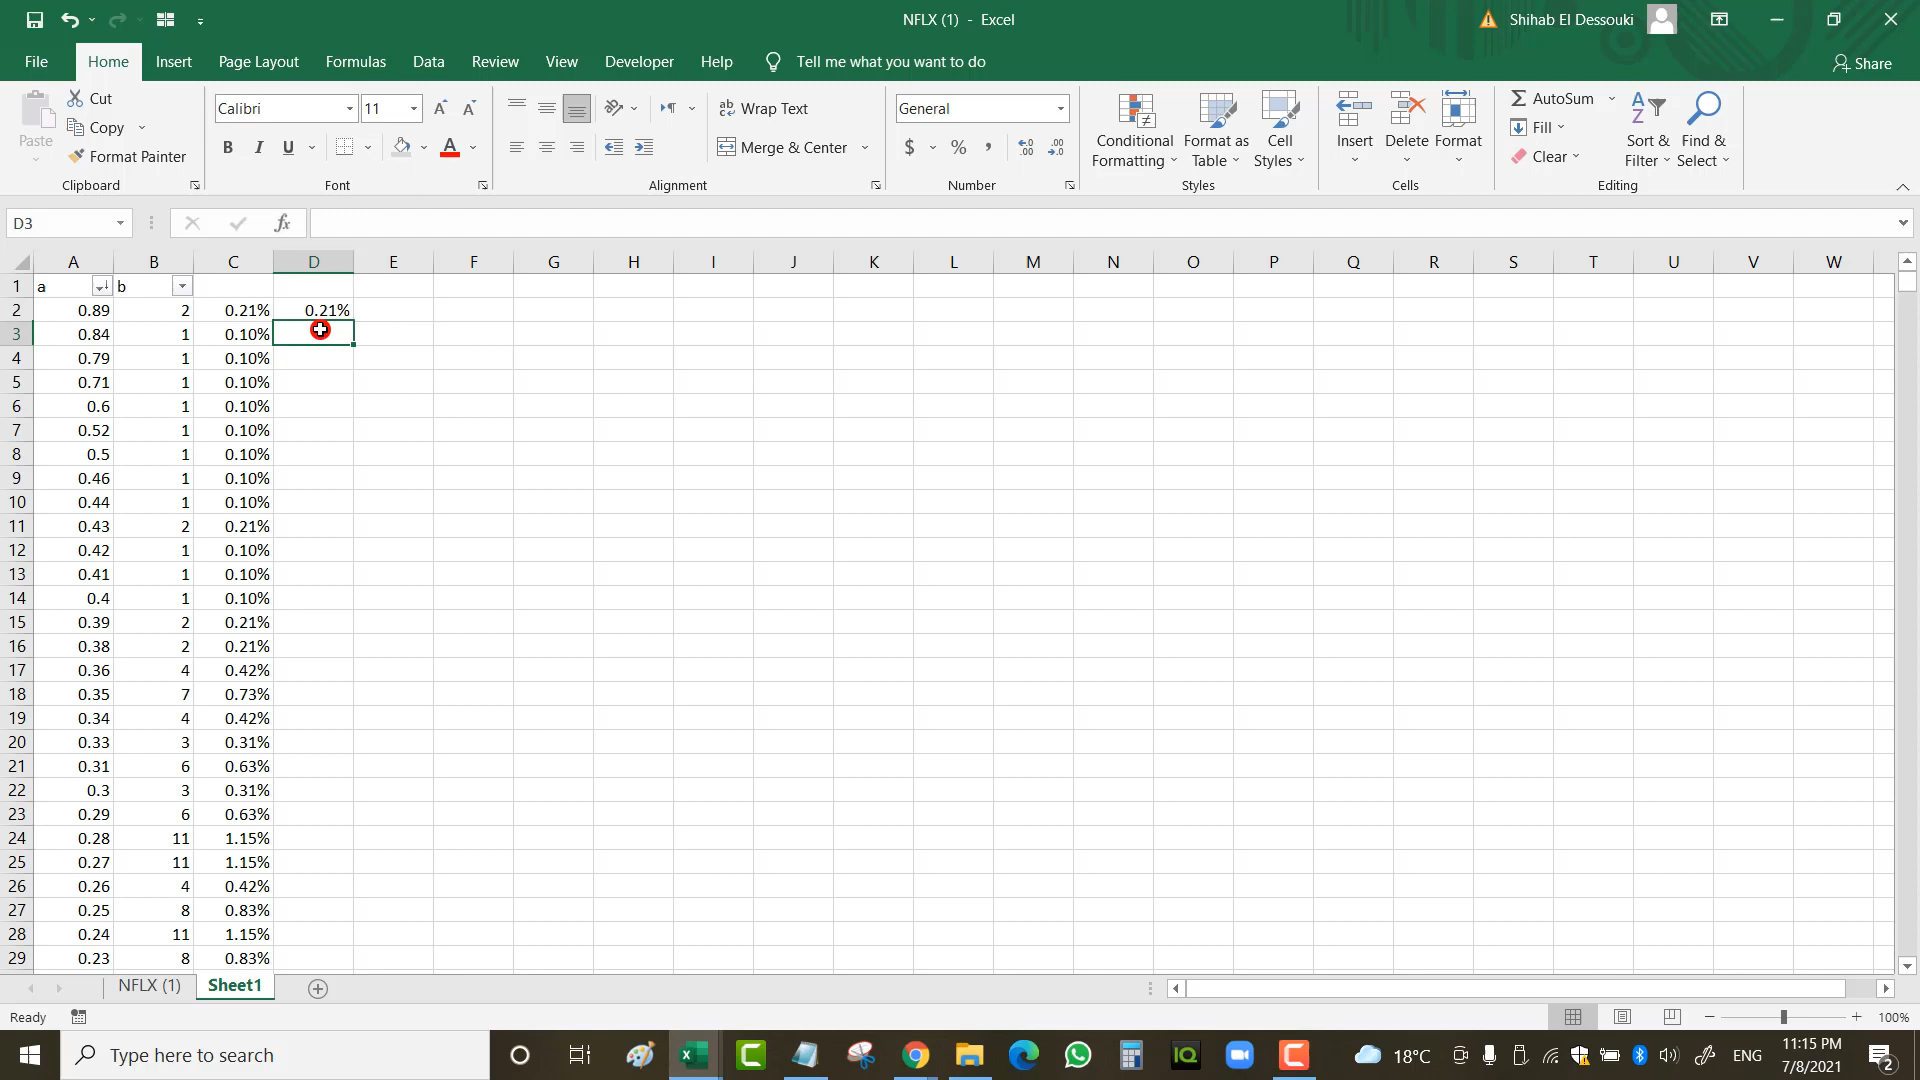 NFLX (1) - Excel
Shihab El Dessouki
File Home Insert Page Layout Formulas Data Review View Developer Help Tell me what you want to do
Share
Paste
Cut
Copy
Format Painter
Clipboard
Calibri 11
B I U
Font
Wrap Text
Merge & Center
Alignment
General
$ % ,
Number
Conditional Formatting
Format as Table
Cell Styles
Styles
Insert Delete Format
Cells
AutoSum
Fill
Clear
Sort & Filter
Find & Select
Editing
D3
fx
A B C D E F G H I J K L M N O P Q R S T U V W
1 a b
2 0.89 2 0.21% 0.21%
3 0.84 1 0.10%
4 0.79 1 0.10%
5 0.71 1 0.10%
6 0.6 1 0.10%
7 0.52 1 0.10%
8 0.5 1 0.10%
9 0.46 1 0.10%
10 0.44 1 0.10%
11 0.43 2 0.21%
12 0.42 1 0.10%
13 0.41 1 0.10%
14 0.4 1 0.10%
15 0.39 2 0.21%
16 0.38 2 0.21%
17 0.36 4 0.42%
18 0.35 7 0.73%
19 0.34 4 0.42%
20 0.33 3 0.31%
21 0.31 6 0.63%
22 0.3 3 0.31%
23 0.29 6 0.63%
24 0.28 11 1.15%
25 0.27 11 1.15%
26 0.26 4 0.42%
27 0.25 8 0.83%
28 0.24 11 1.15%
29 0.23 8 0.83%
NFLX (1) Sheet1
Ready
100%
Type here to search
IQ
18°C
ENG
11:15 PM
7/8/2021
2